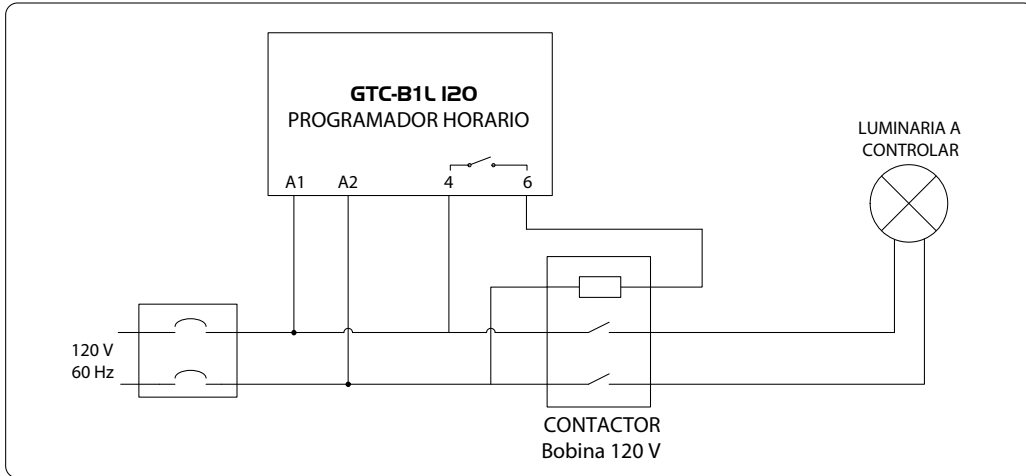 GTC-B1L 120
PROGRAMADOR HORARIO
A1 A2 4 6
LUMINARIA A
CONTROLAR
120 V
60 Hz
CONTACTOR
Bobina 120 V